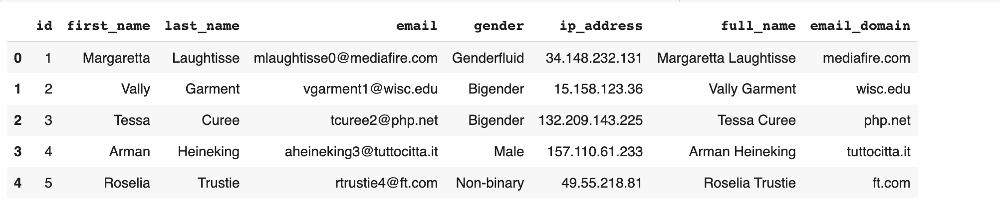 id first_name last_name email gender ip_address full_name email_domain
0 1 Margaretta Laughtisse mlaughtisse0@mediafire.com Genderfluid 34.148.232.131 Margaretta Laughtisse mediafire.com
1 2 Vally Garment vgarment1@wisc.edu Bigender 15.158.123.36 Vally Garment wisc.edu
2 3 Tessa Curee tcuree2@php.net Bigender 132.209.143.225 Tessa Curee php.net
3 4 Arman Heineking aheineking3@tuttocitta.it Male 157.110.61.233 Arman Heineking tuttocitta.it
4 5 Roselia Trustie rtrustie4@ft.com Non-binary 49.55.218.81 Roselia Trustie ft.com